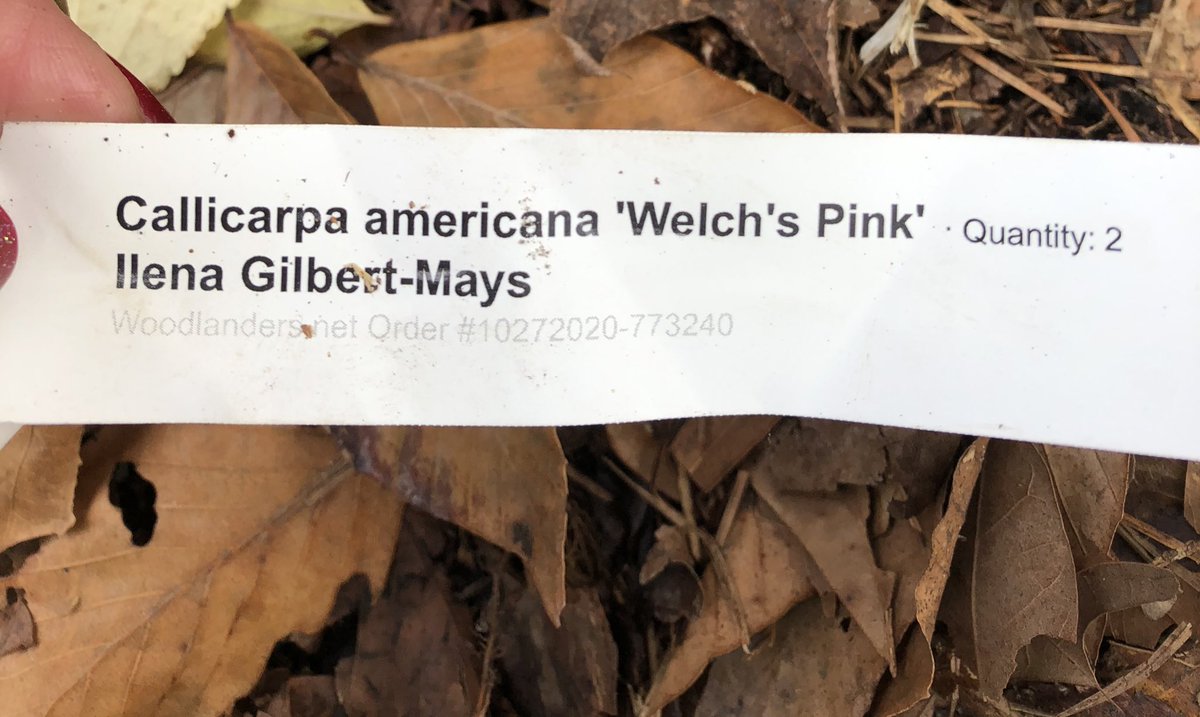 Callicarpa americana 'Welch's Pink' · Quantity: 2
Ilena Gilbert-Mays
Woodlanders.net Order #10272020-773240